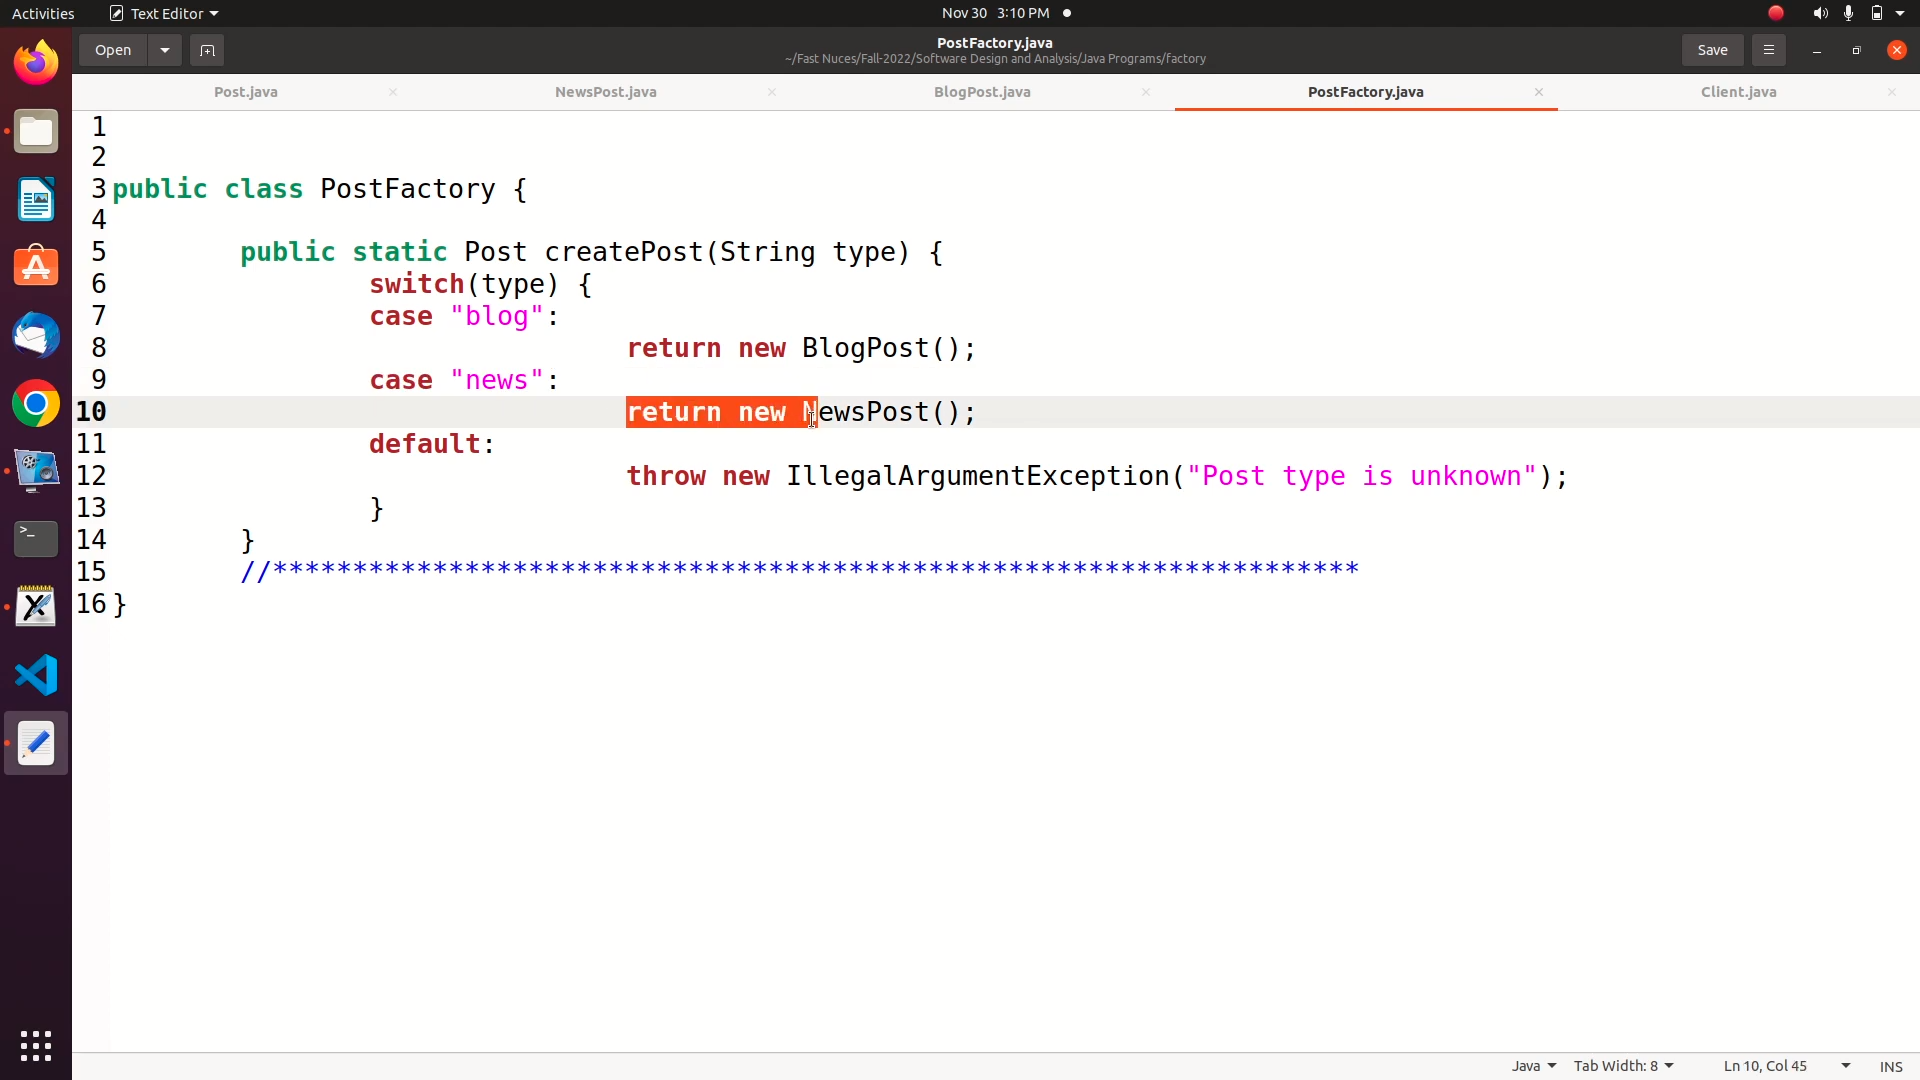 Activities Text Editor Nov 30 3:10 PM
Open PostFactory.java Save
~/Fast Nuces/Fall-2022/Software Design and Analysis/Java Programs/factory
Post.java NewsPost.java BlogPost.java PostFactory.java Client.java
1
2
3 public class PostFactory {
4
5 public static Post createPost(String type) {
6 switch(type) {
7 case "blog":
8 return new BlogPost();
9 case "news":
10 return new NewsPost();
11 default:
12 throw new IllegalArgumentException("Post type is unknown");
13 }
14 }
15 //********************************************************************
16 }
Java Tab Width: 8 Ln 10, Col 45 INS